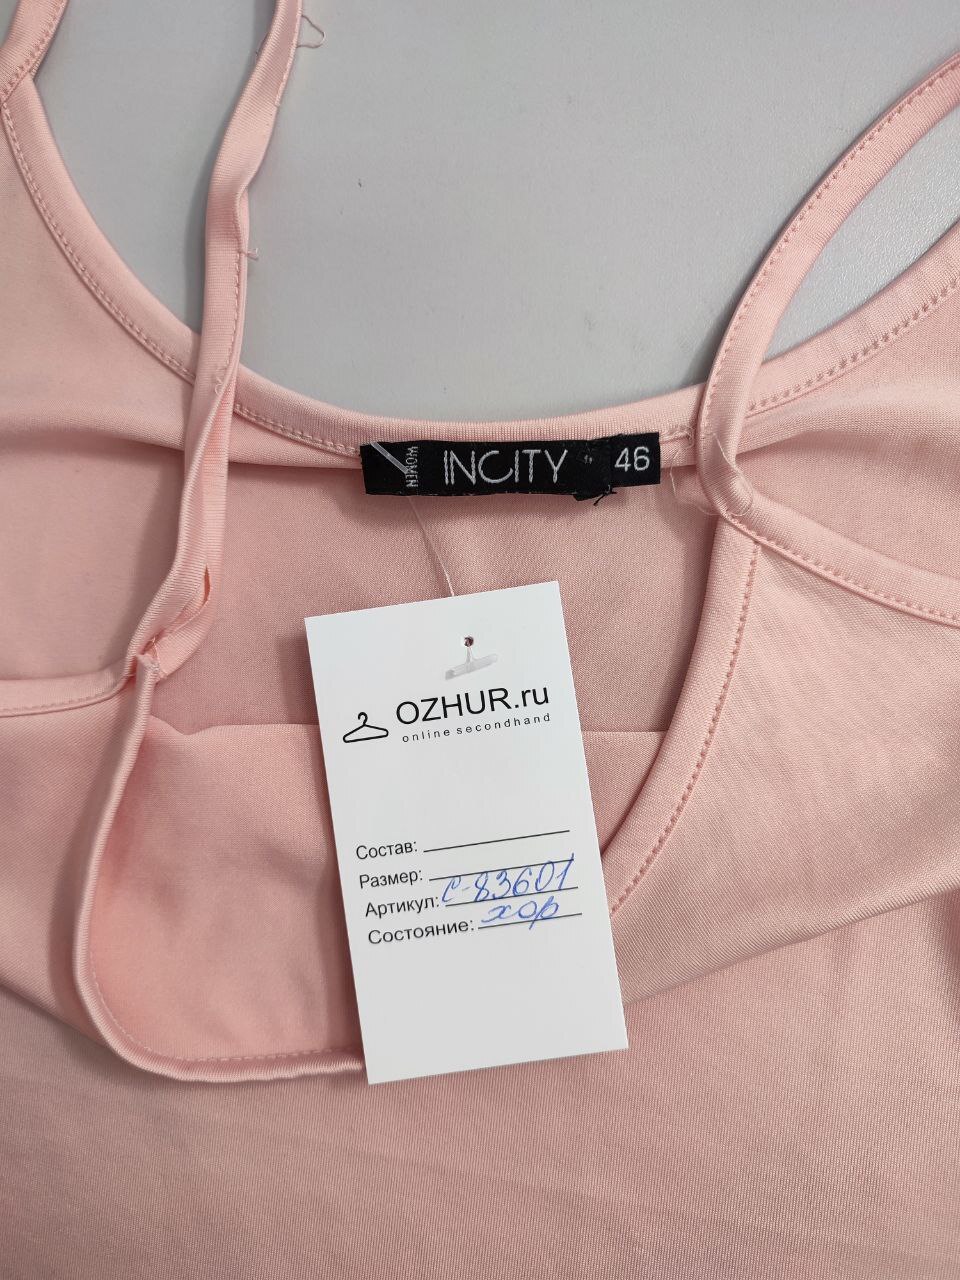 WOMEN INCITY 46
OZHUR.ru
online secondhand
Состав:
Размер:
Артикул: С-83601
Состояние: хор